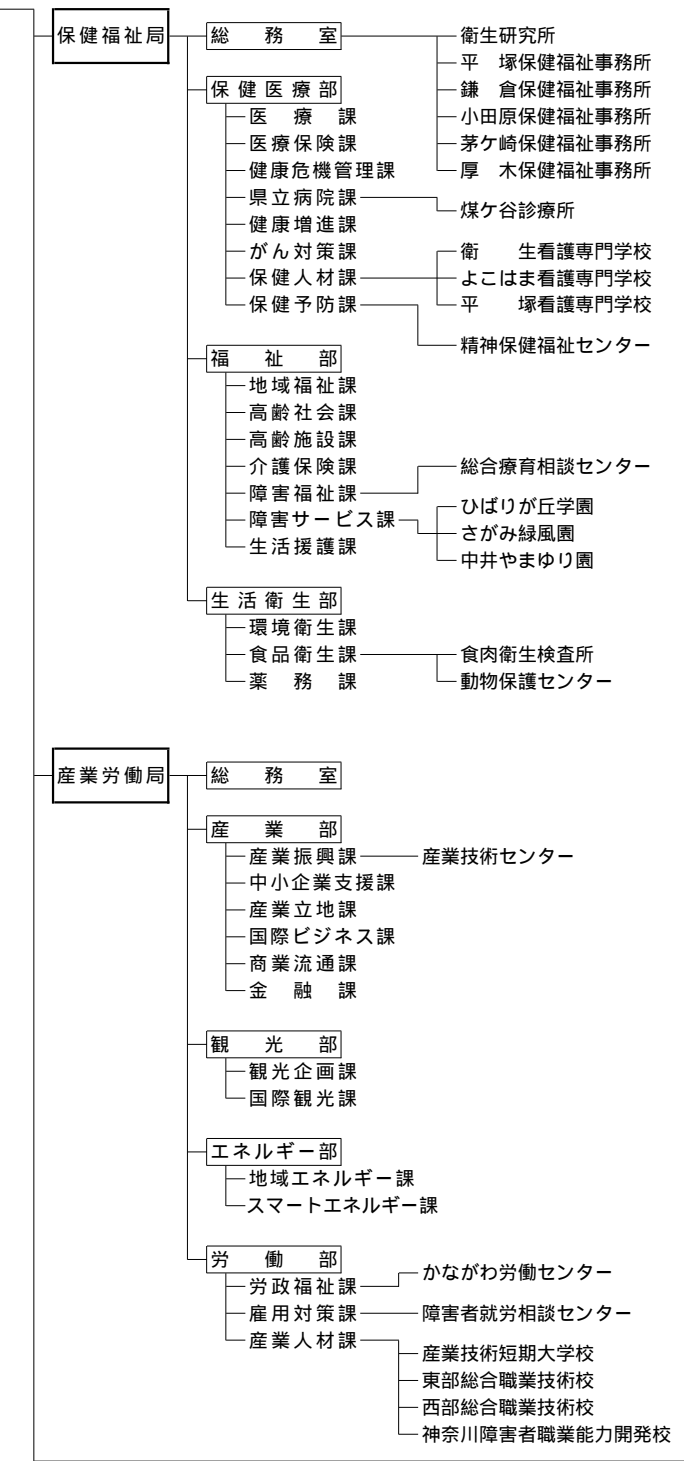 保健福祉局
総務室
衛生研究所
平塚保健福祉事務所
鎌倉保健福祉事務所
小田原保健福祉事務所
茅ケ崎保健福祉事務所
厚木保健福祉事務所
保健医療部
医療課
医療保険課
健康危機管理課
県立病院課
煤ケ谷診療所
健康増進課
がん対策課
保健人材課
衛生看護専門学校
よこはま看護専門学校
平塚看護専門学校
保健予防課
精神保健福祉センター
福祉部
地域福祉課
高齢社会課
高齢施設課
介護保険課
障害福祉課
総合療育相談センター
障害サービス課
ひばりが丘学園
さがみ緑風園
中井やまゆり園
生活援護課
生活衛生部
環境衛生課
食品衛生課
食肉衛生検査所
動物保護センター
薬務課
産業労働局
総務室
産業部
産業振興課
産業技術センター
中小企業支援課
産業立地課
国際ビジネス課
商業流通課
金融課
観光部
観光企画課
国際観光課
エネルギー部
地域エネルギー課
スマートエネルギー課
労働部
労政福祉課
かながわ労働センター
雇用対策課
障害者就労相談センター
産業人材課
産業技術短期大学校
東部総合職業技術校
西部総合職業技術校
神奈川障害者職業能力開発校